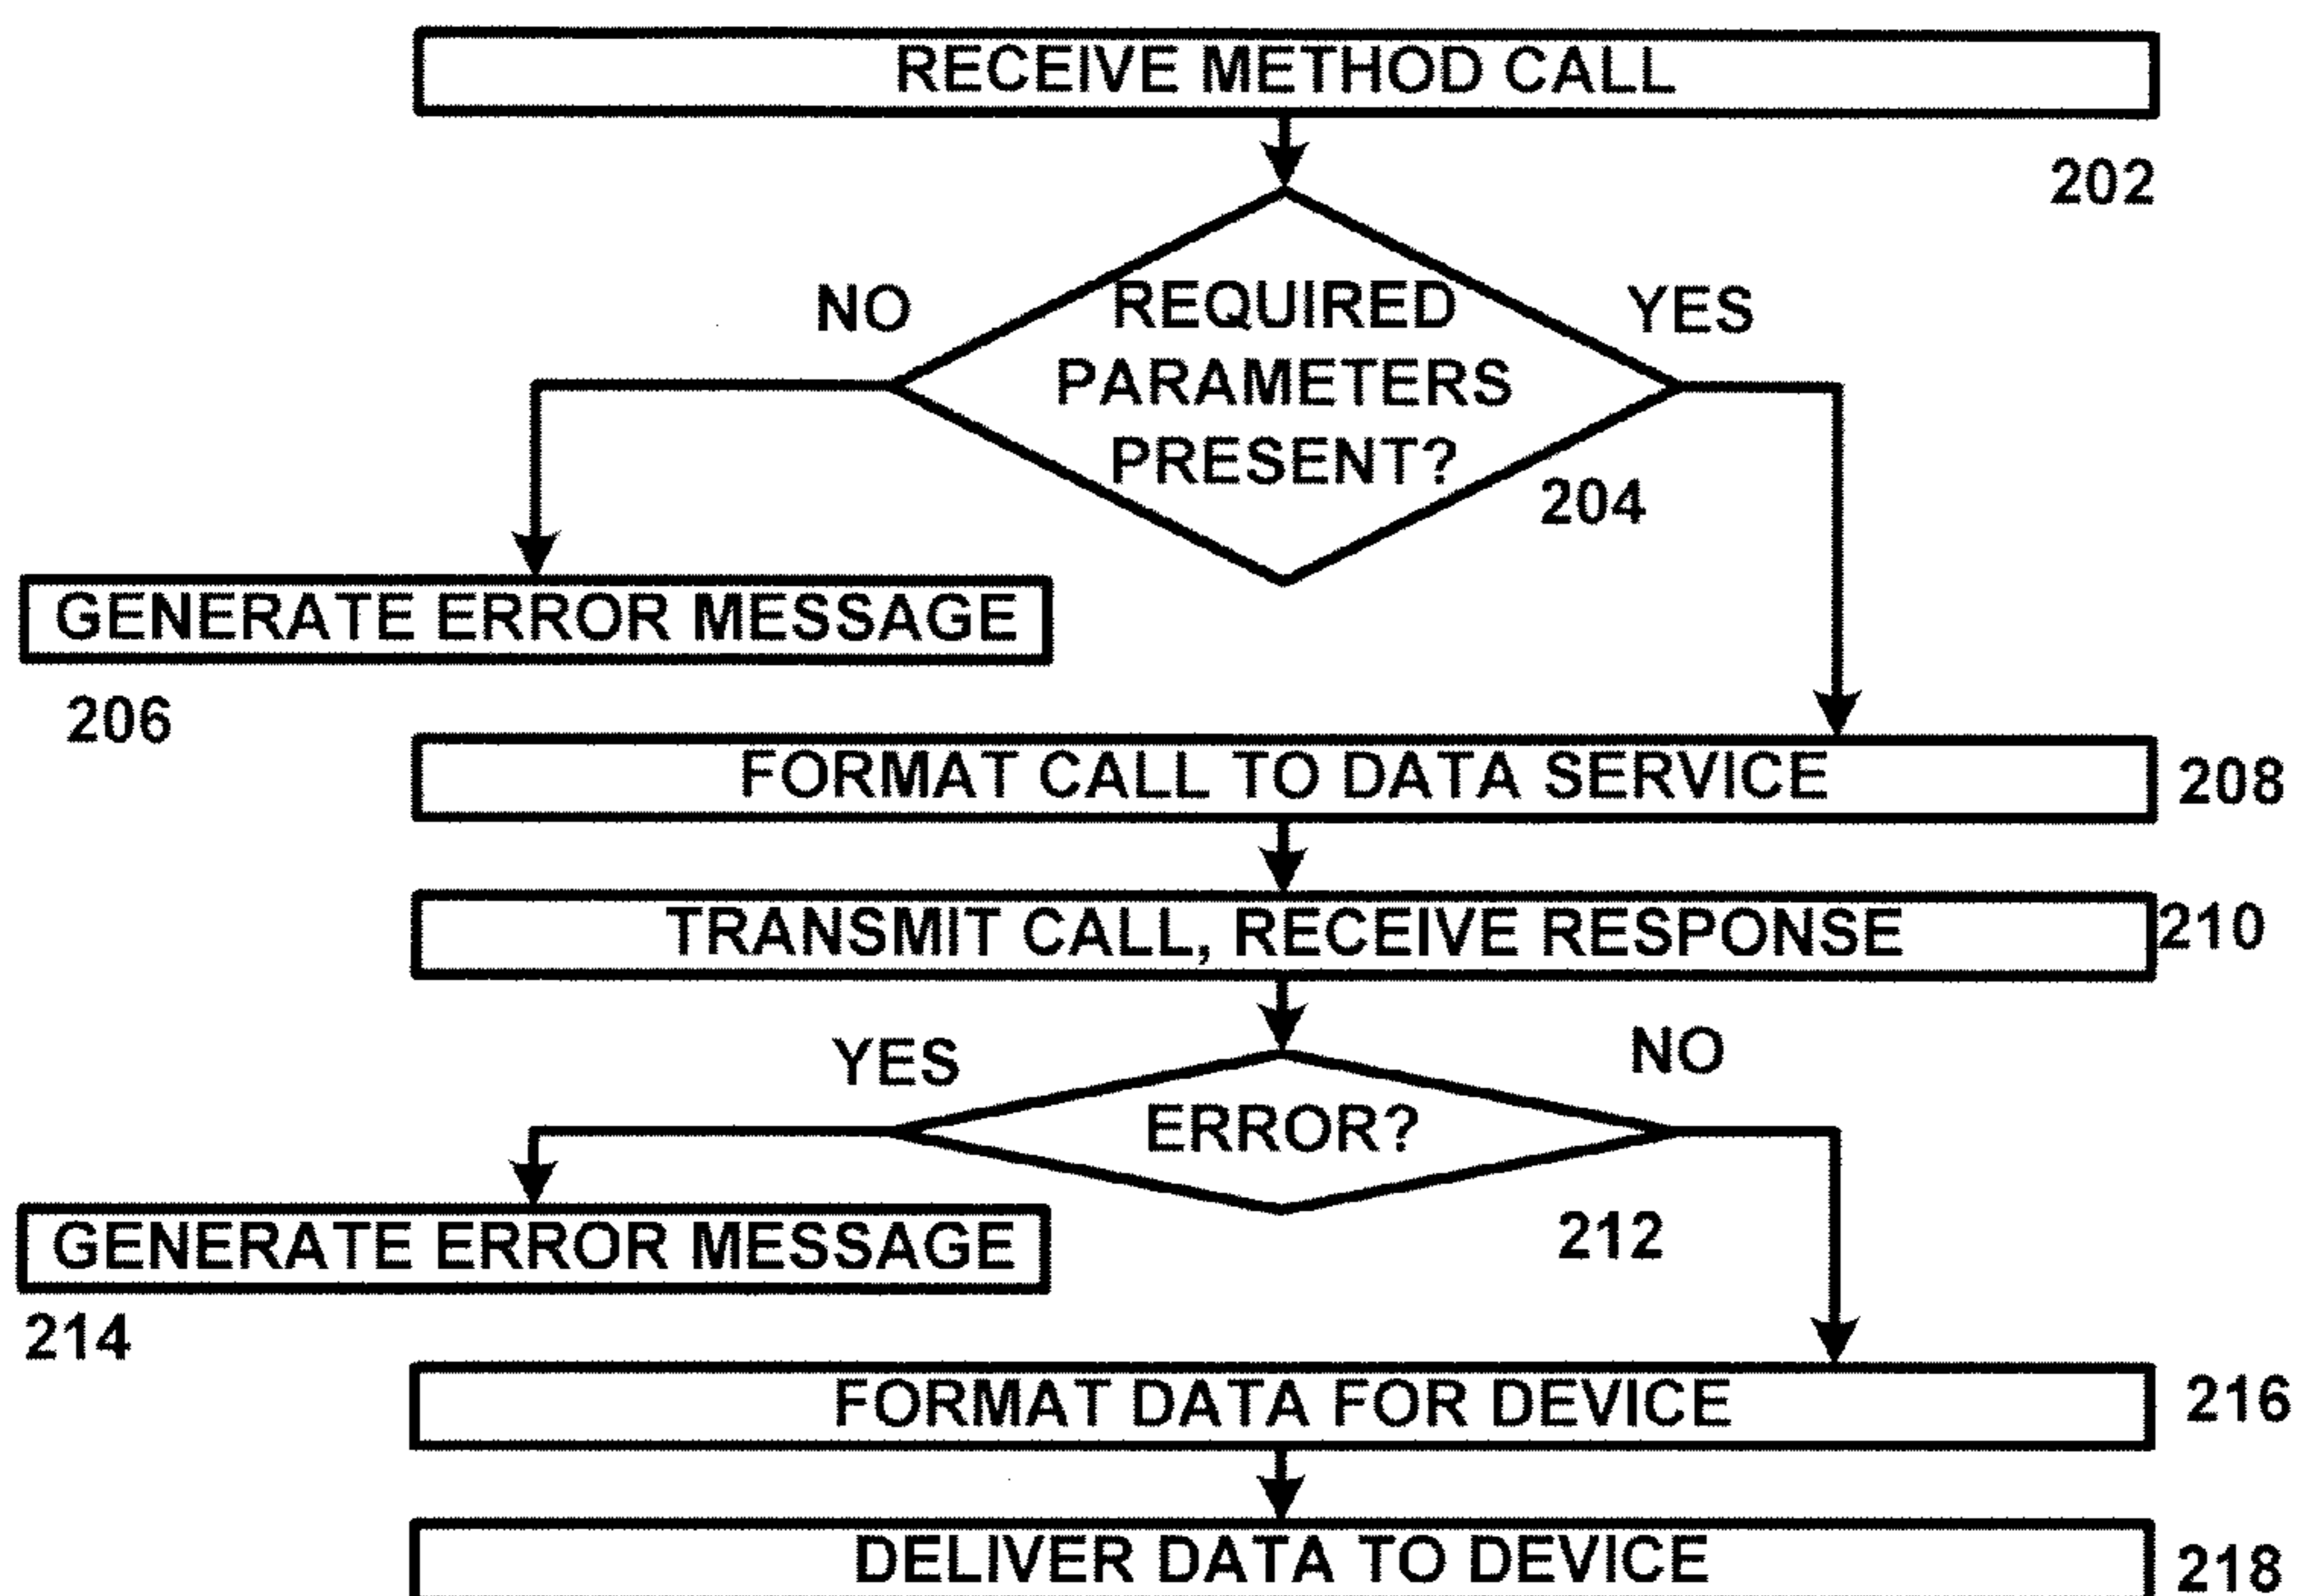 RECEIVE METHOD CALL
202
NO
REQUIRED
PARAMETERS
PRESENT?
YES
204
GENERATE ERROR MESSAGE
206
FORMAT CALL TO DATA SERVICE
208
TRANSMIT CALL, RECEIVE RESPONSE
210
YES
ERROR?
NO
212
GENERATE ERROR MESSAGE
214
FORMAT DATA FOR DEVICE
216
DELIVER DATA TO DEVICE
218